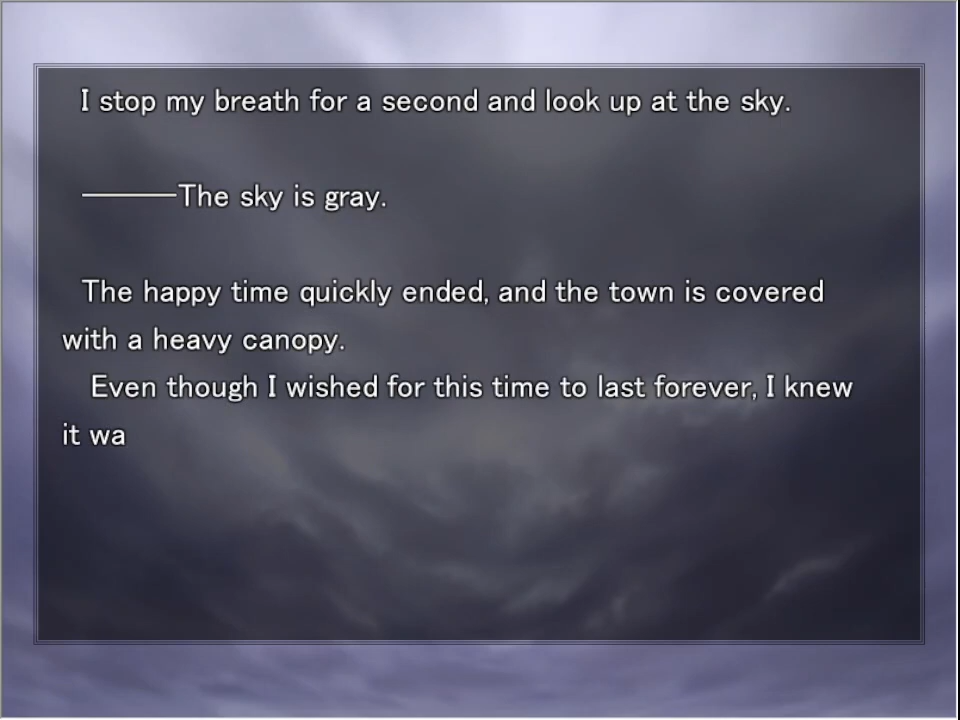 I stop my breath for a second and look up at the sky.
———The sky is gray.
The happy time quickly ended, and the town is covered
with a heavy canopy.
Even though I wished for this time to last forever, I knew
it wa